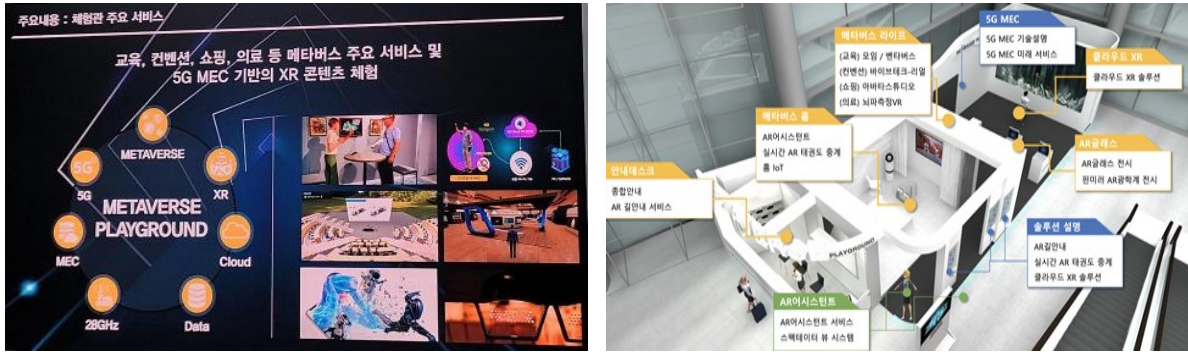 주요내용 : 체험관 주요 서비스
교육, 컨벤션, 쇼핑, 의료 등 메타버스 주요 서비스 및
5G MEC 기반의 XR 콘텐츠 체험
METAVERSE
5G
5G
XR
METAVERSE
PLAYGROUND
MEC
Cloud
28GHz
Data
메타버스 라이프
(교육) 모임 / 벤타버스
(컨벤션) 바이브테크-리얼
(쇼핑) 아바타스튜디오
(의료) 뇌파측정VR
5G MEC
5G MEC 기술설명
5G MEC 미래 서비스
클라우드 XR
클라우드 XR 솔루션
메타버스 홈
AR어시스턴트
실시간 AR 태권도 중계
홈 IoT
AR글래스
AR글래스 전시
핀미러 AR광학계 전시
안내데스크
종합안내
AR 길안내 서비스
PLAYGROUND
솔루션 설명
AR길안내
실시간 AR 태권도 중계
클라우드 XR 솔루션
AR어시스턴트
AR어시스턴트 서비스
스펙테이터 뷰 시스템